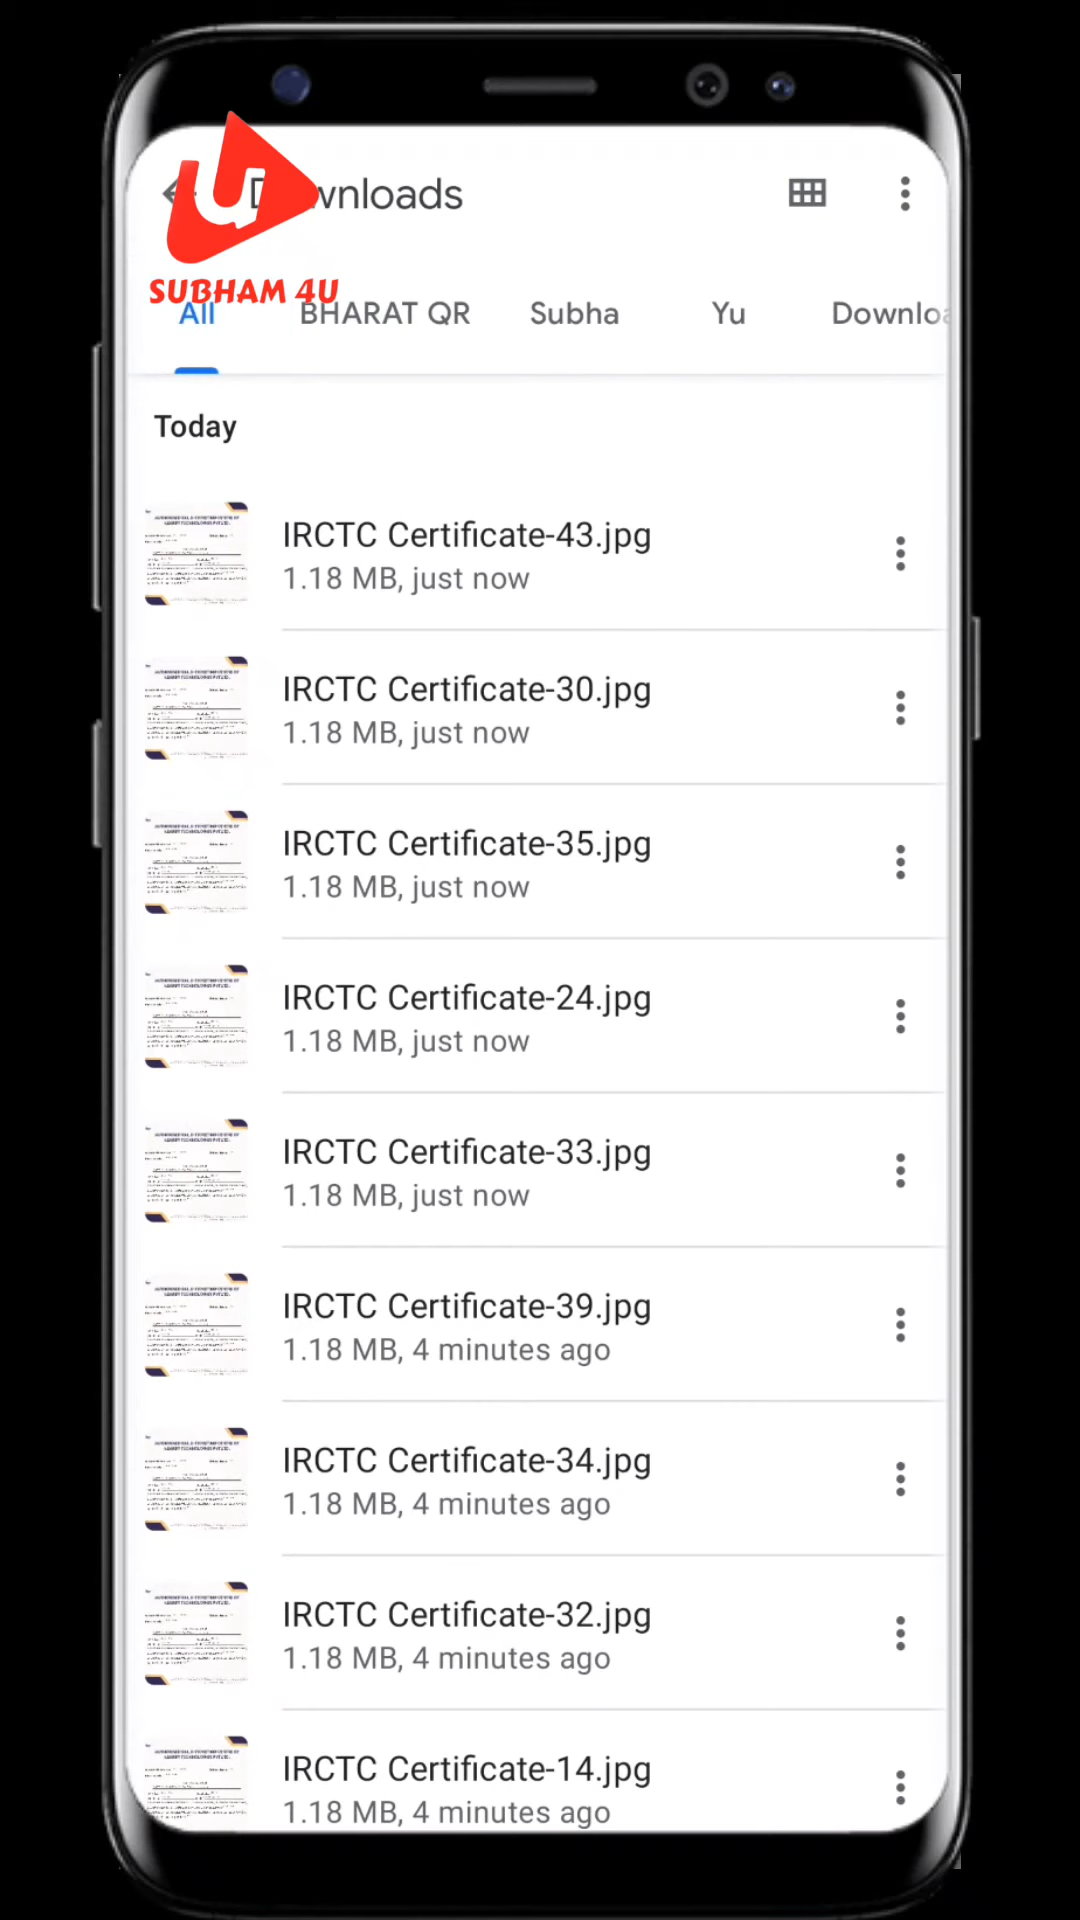 Downloads
SUBHAM 4U
All BHARAT QR Subha Yu Downloa
Today
IRCTC Certificate-43.jpg
1.18 MB, just now
IRCTC Certificate-30.jpg
1.18 MB, just now
IRCTC Certificate-35.jpg
1.18 MB, just now
IRCTC Certificate-24.jpg
1.18 MB, just now
IRCTC Certificate-33.jpg
1.18 MB, just now
IRCTC Certificate-39.jpg
1.18 MB, 4 minutes ago
IRCTC Certificate-34.jpg
1.18 MB, 4 minutes ago
IRCTC Certificate-32.jpg
1.18 MB, 4 minutes ago
IRCTC Certificate-14.jpg
1.18 MB, 4 minutes ago